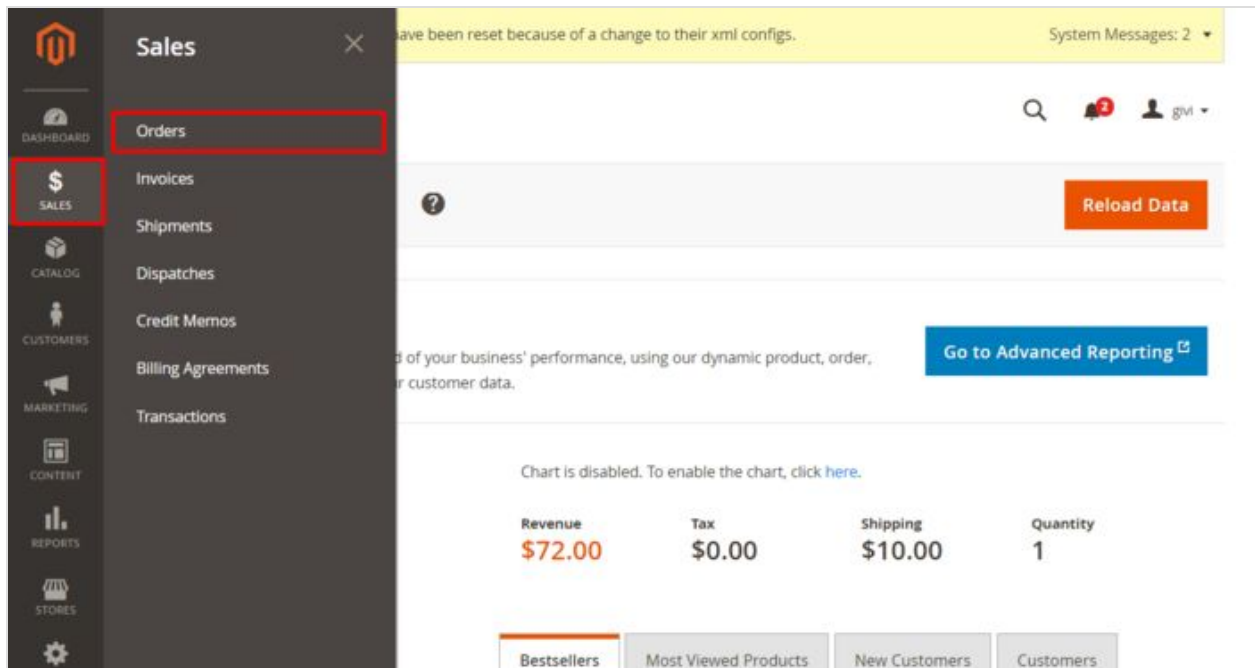 DASHBOARD
SALES
CATALOG
CUSTOMERS
MARKETING
CONTENT
REPORTS
STORES
Sales
Orders
Invoices
Shipments
Dispatches
Credit Memos
Billing Agreements
Transactions
have been reset because of a change to their xml configs.
System Messages: 2
2
givi
?
Reload Data
d of your business' performance, using our dynamic product, order,
r customer data.
Go to Advanced Reporting
Chart is disabled. To enable the chart, click here.
Revenue Tax Shipping Quantity
$72.00 $0.00 $10.00 1
Bestsellers Most Viewed Products New Customers Customers